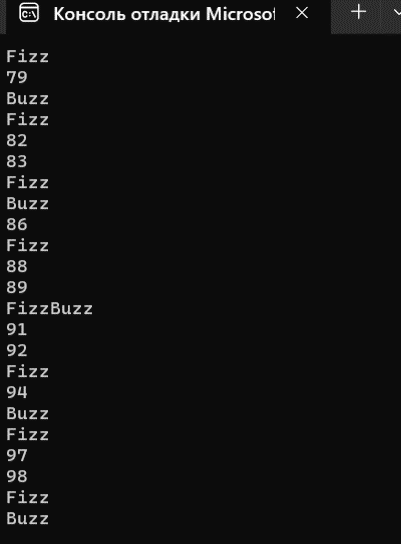 Консоль отладки Microsof
Fizz
79
Buzz
Fizz
82
83
Fizz
Buzz
86
Fizz
88
89
FizzBuzz
91
92
Fizz
94
Buzz
Fizz
97
98
Fizz
Buzz